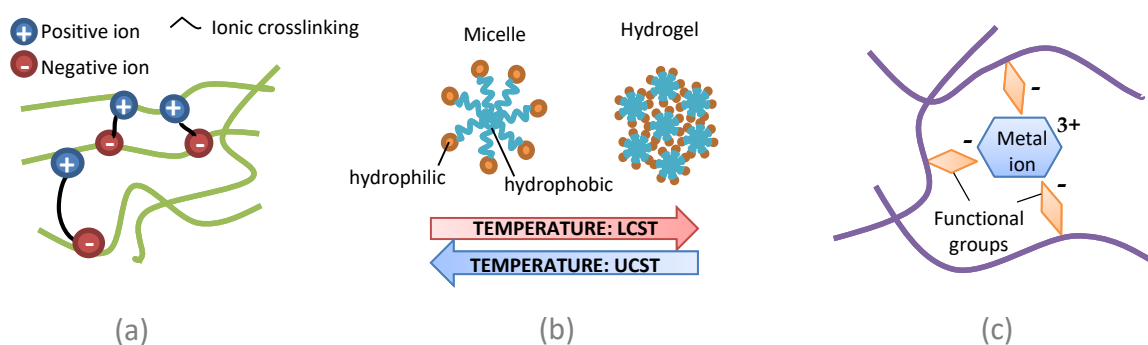 + Positive ion
Ionic crosslinking
- Negative ion
+
+
-
-
+
-
(a)
Micelle
Hydrogel
hydrophilic
hydrophobic
TEMPERATURE: LCST
TEMPERATURE: UCST
(b)
-
3+
-
Metal
ion
-
Functional
groups
(c)